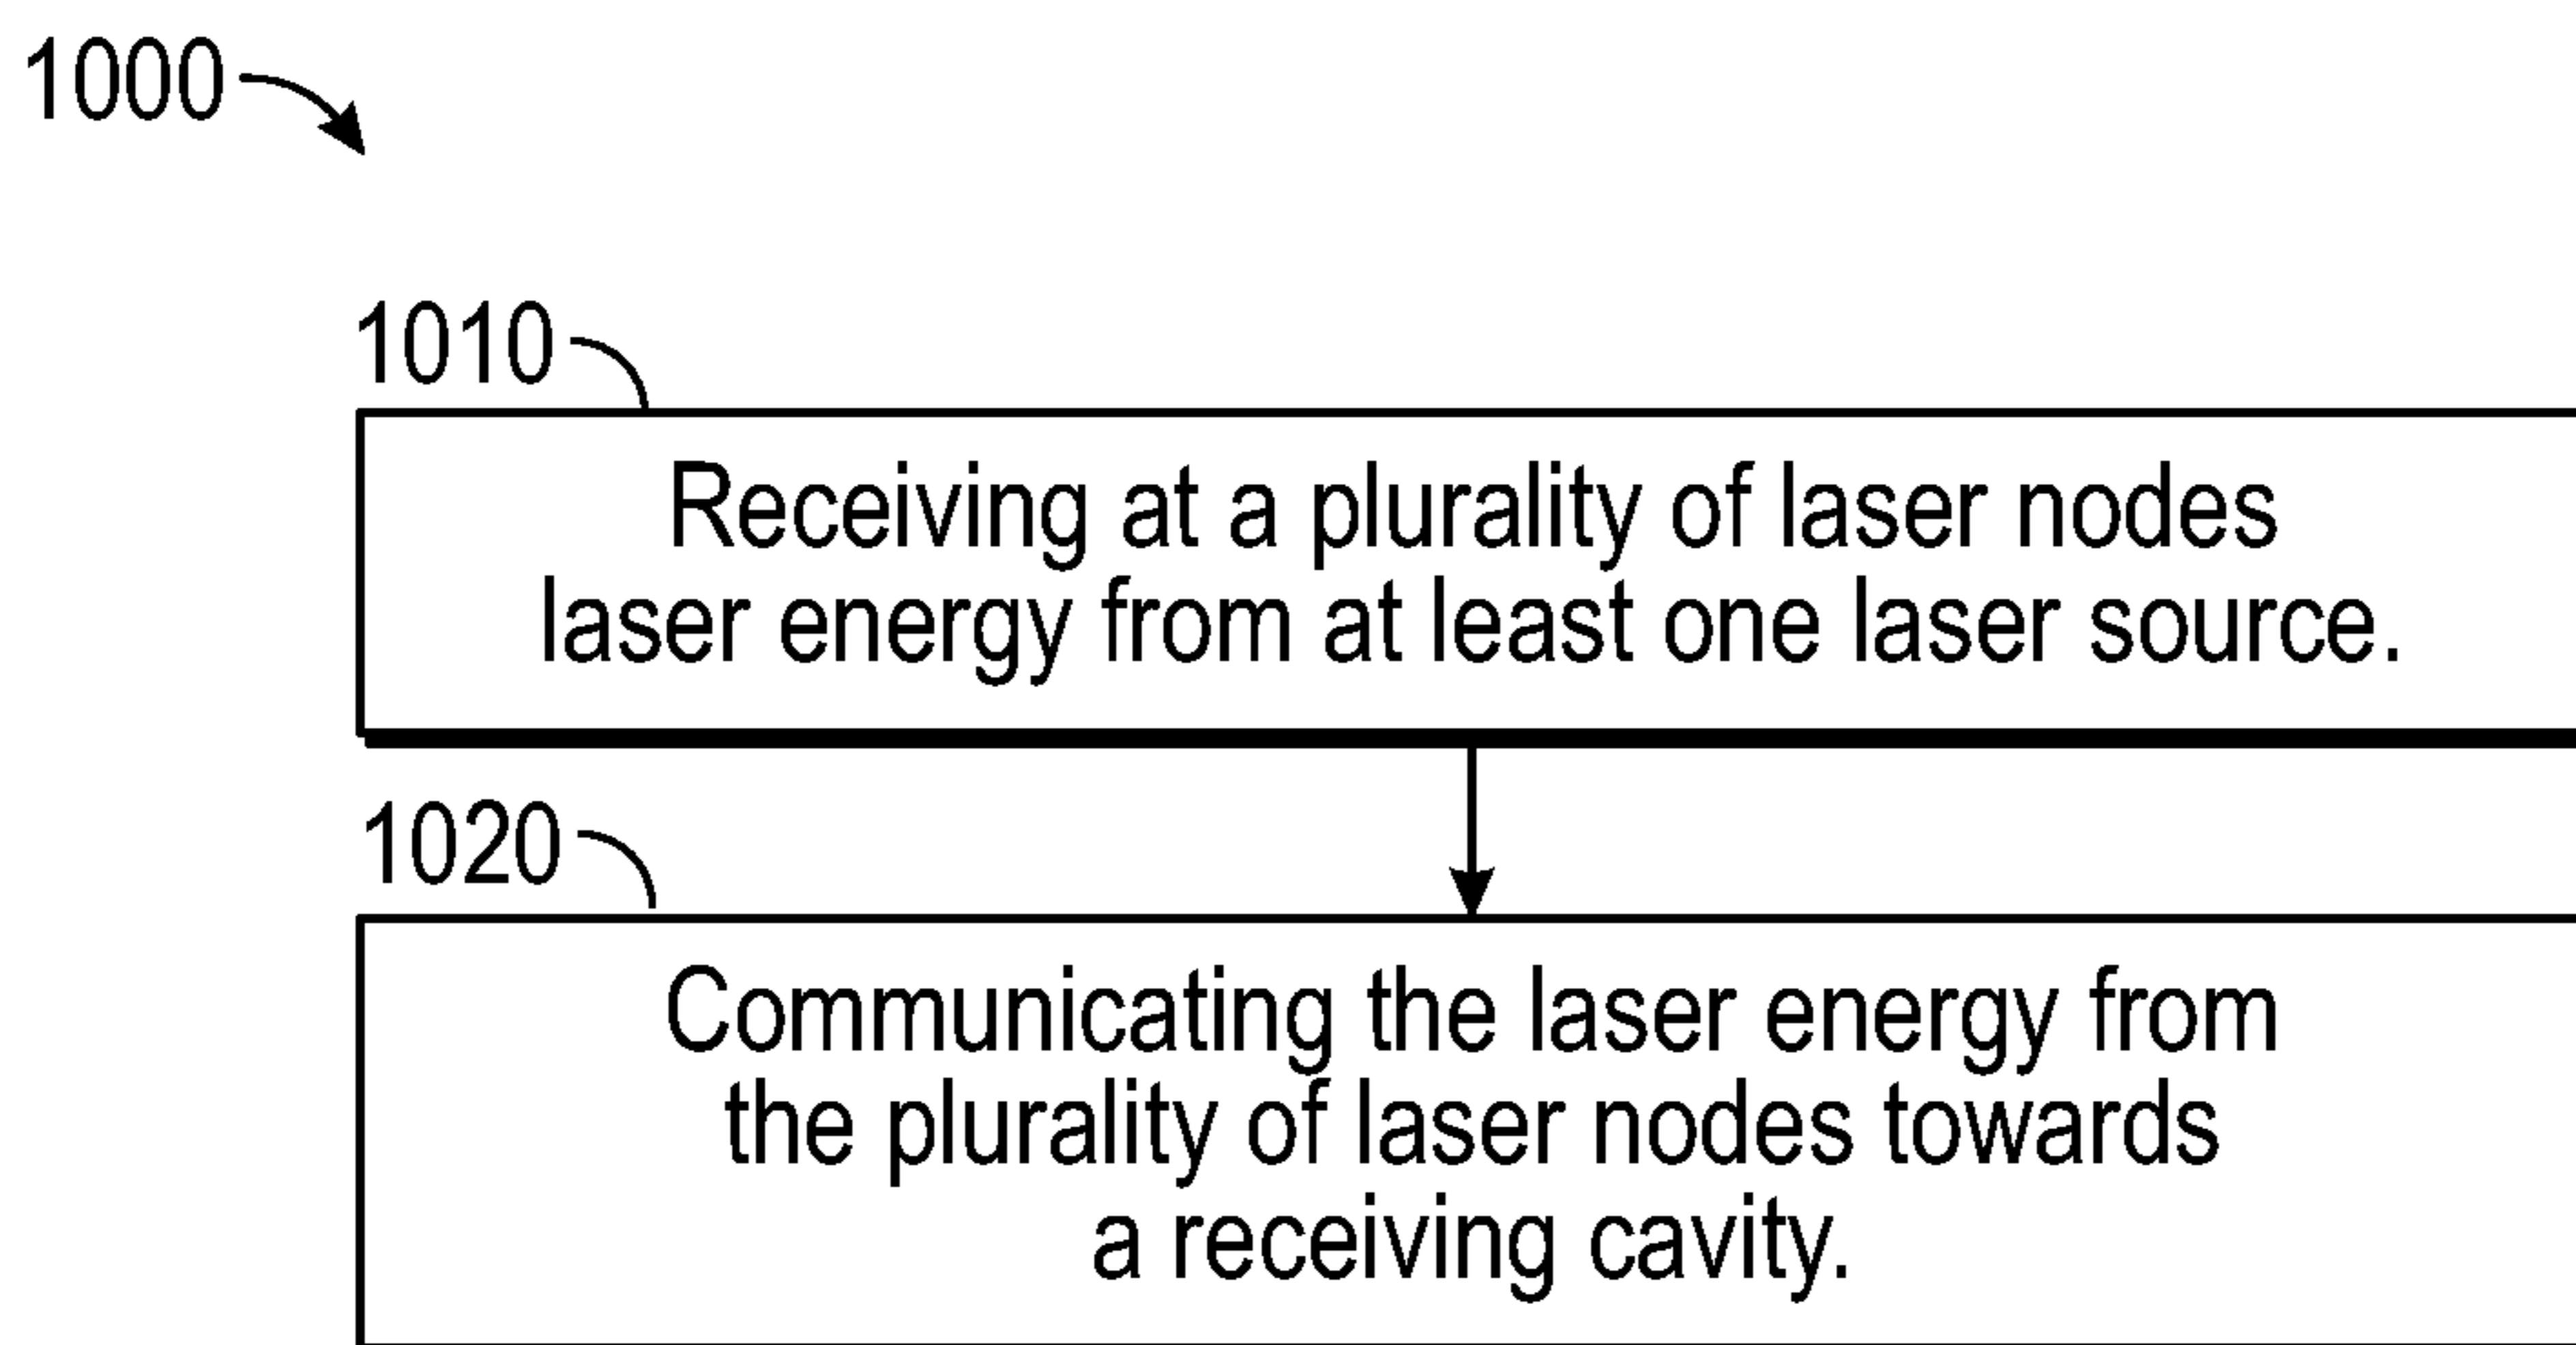 1000
1010
Receiving at a plurality of laser nodes
laser energy from at least one laser source.
1020
Communicating the laser energy from
the plurality of laser nodes towards
a receiving cavity.